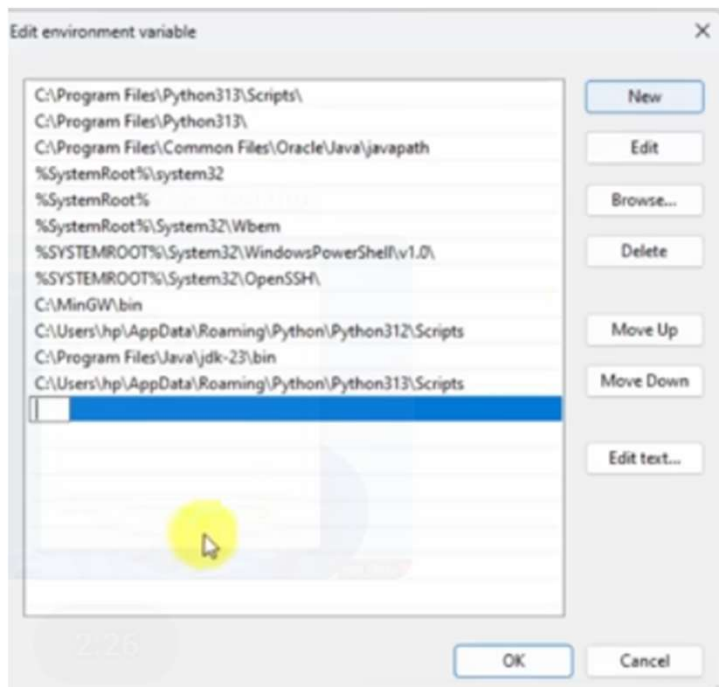 Edit environment variable
C:\Program Files\Python313\Scripts\
C:\Program Files\Python313\
C:\Program Files\Common Files\Oracle\Java\javapath
%SystemRoot%\system32
%SystemRoot%
%SystemRoot%\System32\Wbem
%SYSTEMROOT%\System32\WindowsPowerShell\v1.0\
%SYSTEMROOT%\System32\OpenSSH\
C:\MinGW\bin
C:\Users\hp\AppData\Roaming\Python\Python312\Scripts
C:\Program Files\Java\jdk-23\bin
C:\Users\hp\AppData\Roaming\Python\Python313\Scripts
New
Edit
Browse...
Delete
Move Up
Move Down
Edit text...
2:26
OK
Cancel